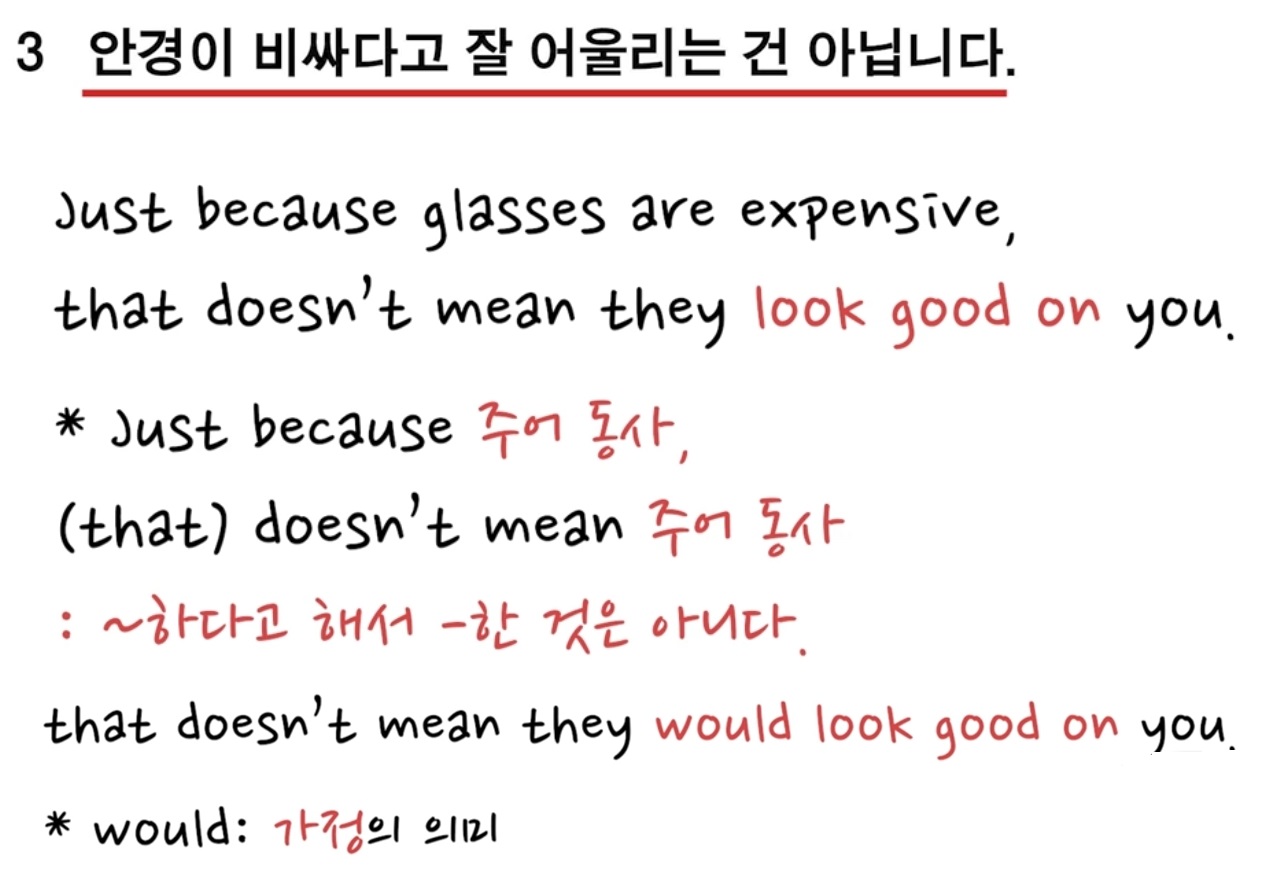 3 안경이 비싸다고 잘 어울리는 건 아닙니다.
Just because glasses are expensive,
that doesn't mean they look good on you.
* Just because 주어 동사,
(that) doesn't mean 주어 동사
: ~하다고 해서 -한 것은 아니다.
that doesn't mean they would look good on you.
* would: 가정의 의미